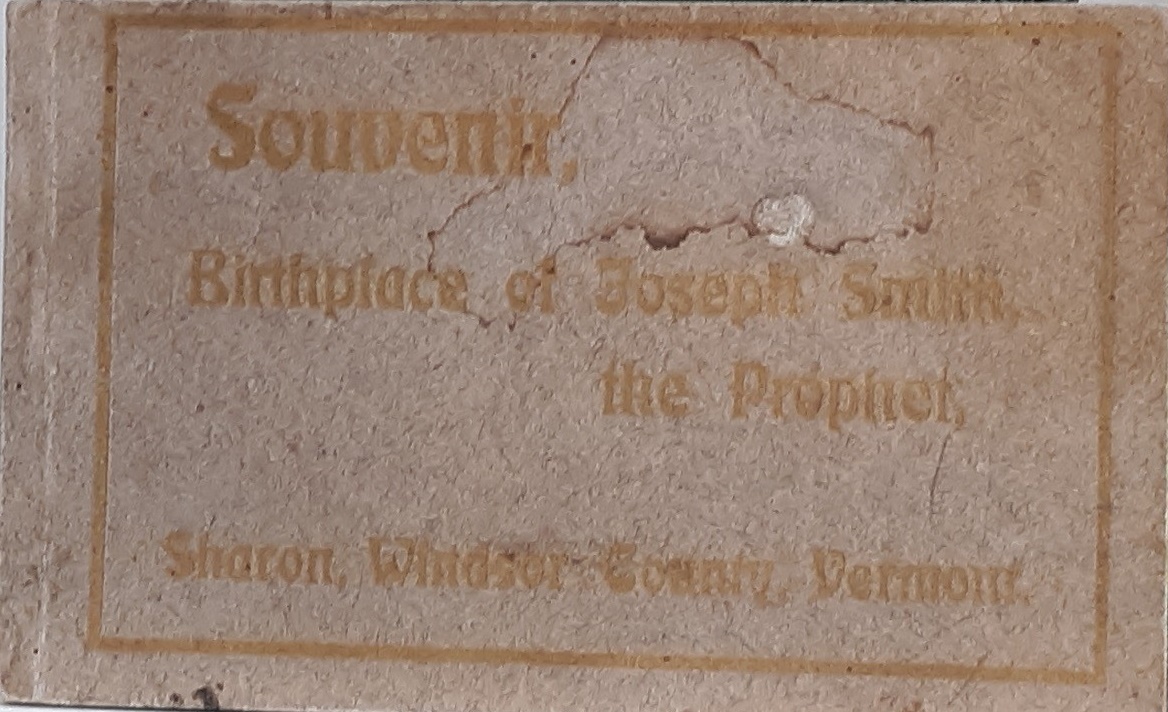 Souvenir,
Birthplace of Joseph Smith,
the Prophet,
Sharon, Windsor County, Vermont.